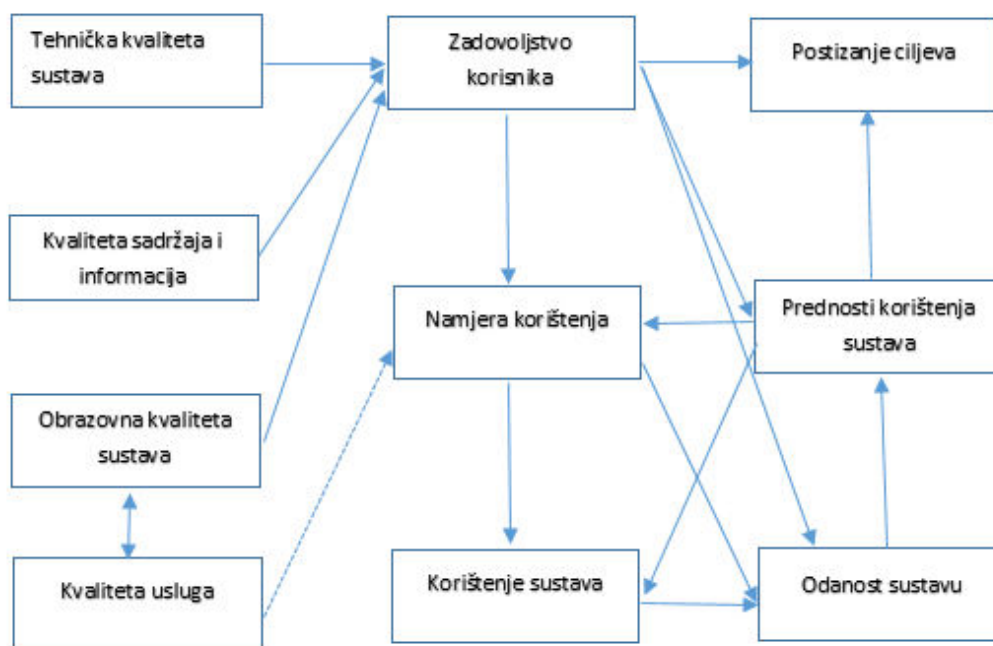 Tehnička kvaliteta
sustava
Zadovoljstvo
korisnika
Postizanje ciljeva
Kvaliteta sadržaja i
informacija
Namjera korištenja
Prednosti korištenja
sustava
Obrazovna kvaliteta
sustava
Kvaliteta usluga
Korištenje sustava
Odanost sustavu